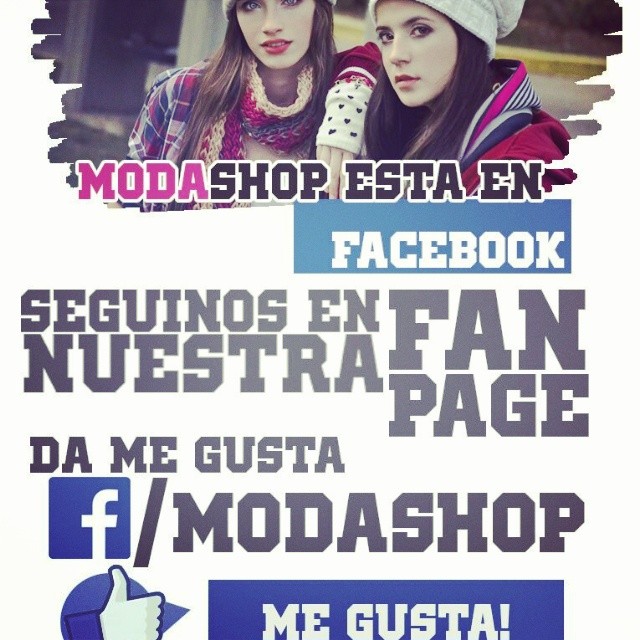 MODASHOP ESTA EN
FACEBOOK
SEGUINOS EN
NUESTRA
FAN
PAGE
DA ME GUSTA
f/MODASHOP
ME GUSTA!